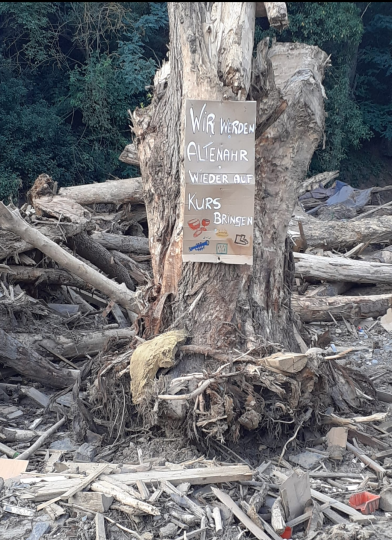 WIR WERDEN
ALTENAHR
WIEDER AUF
KURS
BRINGEN